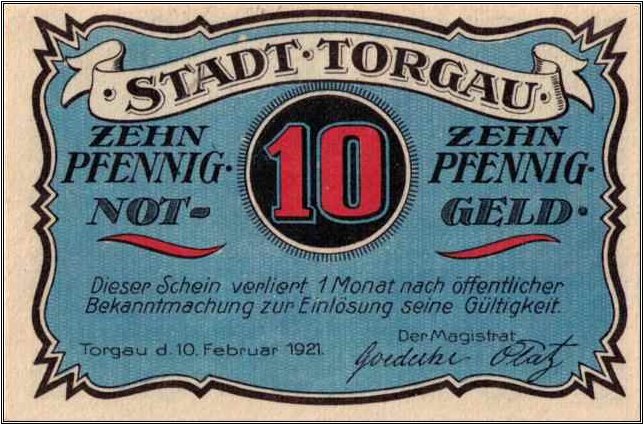 · STADT · TORGAU ·
ZEHN PFENNIG · NOT-
10
ZEHN PFENNIG · GELD ·
Dieser Schein verliert 1 Monat nach öffentlicher
Bekanntmachung zur Einlösung seine Gültigkeit.
Torgau d. 10. Februar 1921.
Der Magistrat